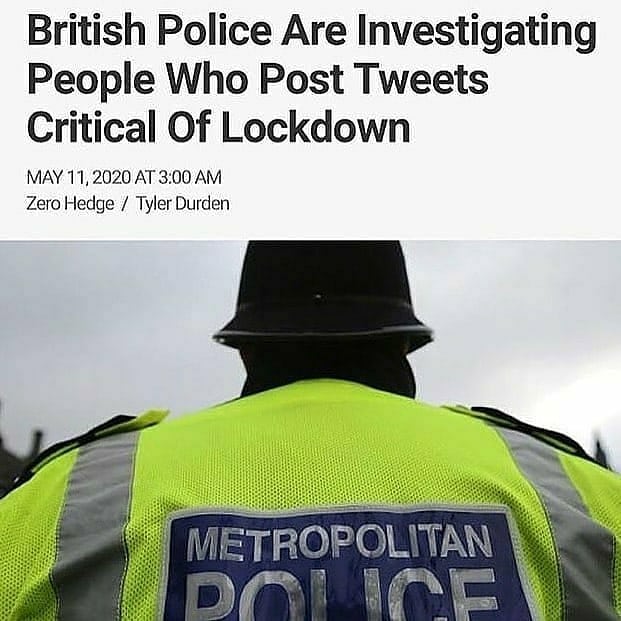 British Police Are Investigating
People Who Post Tweets
Critical Of Lockdown
MAY 11, 2020 AT 3:00 AM
Zero Hedge / Tyler Durden
METROPOLITAN
POLICE